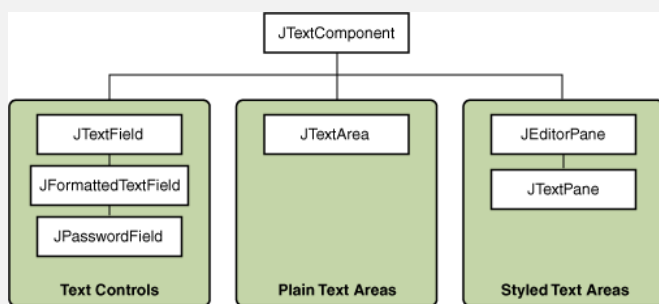 JTextComponent
JTextField
JFormattedTextField
JPasswordField
Text Controls
JTextArea
Plain Text Areas
JEditorPane
JTextPane
Styled Text Areas